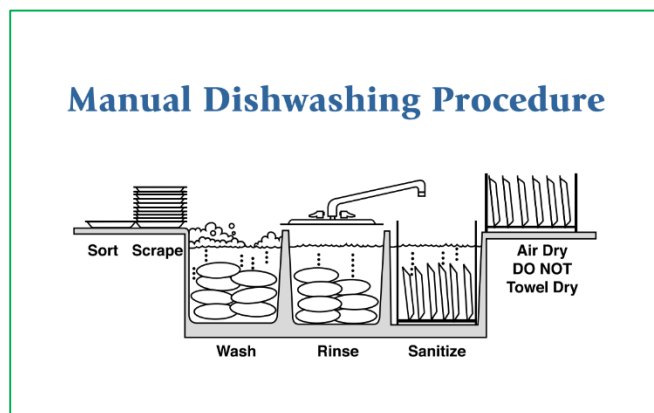 Manual Dishwashing Procedure
Sort Scrape
Air Dry
DO NOT
Towel Dry
Wash Rinse Sanitize